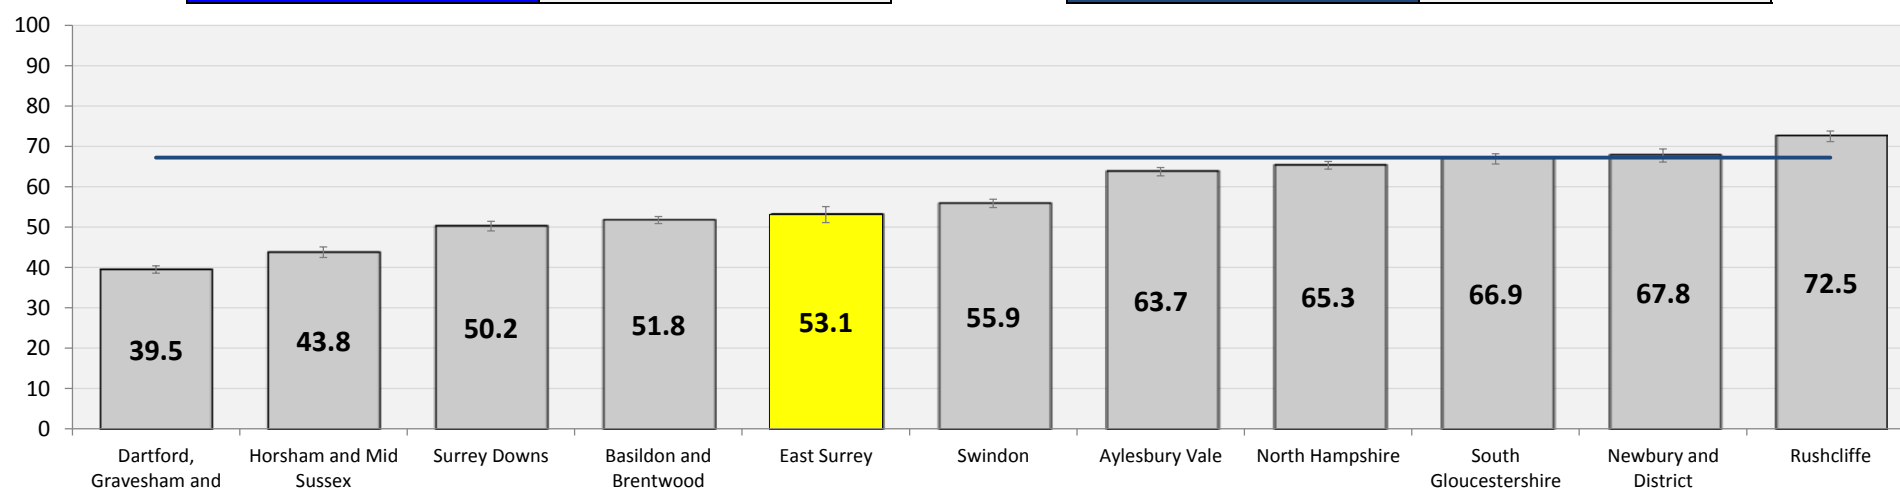 100
90
80
70
60
50
40
30
20
10
0
39.5
43.8
50.2
51.8
53.1
55.9
63.7
65.3
66.9
67.8
72.5
Dartford,
Gravesham and
Horsham and Mid
Sussex
Surrey Downs
Basildon and
Brentwood
East Surrey
Swindon
Aylesbury Vale
North Hampshire
South
Gloucestershire
Newbury and
District
Rushcliffe